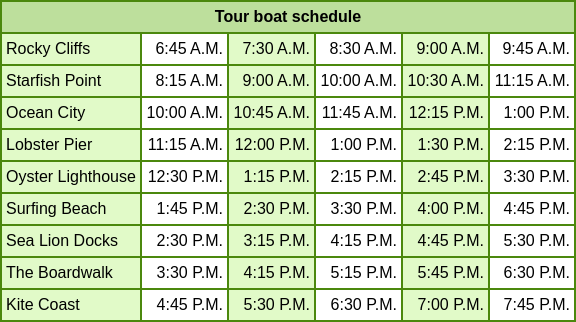 Tour boat schedule
Rocky Cliffs 6:45 A.M. 7:30 A.M. 8:30 A.M. 9:00 A.M. 9:45 A.M.
Starfish Point 8:15 A.M. 9:00 A.M. 10:00 A.M. 10:30 A.M. 11:15 A.M.
Ocean City 10:00 A.M. 10:45 A.M. 11:45 A.M. 12:15 P.M. 1:00 P.M.
Lobster Pier 11:15 A.M. 12:00 P.M. 1:00 P.M. 1:30 P.M. 2:15 P.M.
Oyster Lighthouse 12:30 P.M. 1:15 P.M. 2:15 P.M. 2:45 P.M. 3:30 P.M.
Surfing Beach 1:45 P.M. 2:30 P.M. 3:30 P.M. 4:00 P.M. 4:45 P.M.
Sea Lion Docks 2:30 P.M. 3:15 P.M. 4:15 P.M. 4:45 P.M. 5:30 P.M.
The Boardwalk 3:30 P.M. 4:15 P.M. 5:15 P.M. 5:45 P.M. 6:30 P.M.
Kite Coast 4:45 P.M. 5:30 P.M. 6:30 P.M. 7:00 P.M. 7:45 P.M.